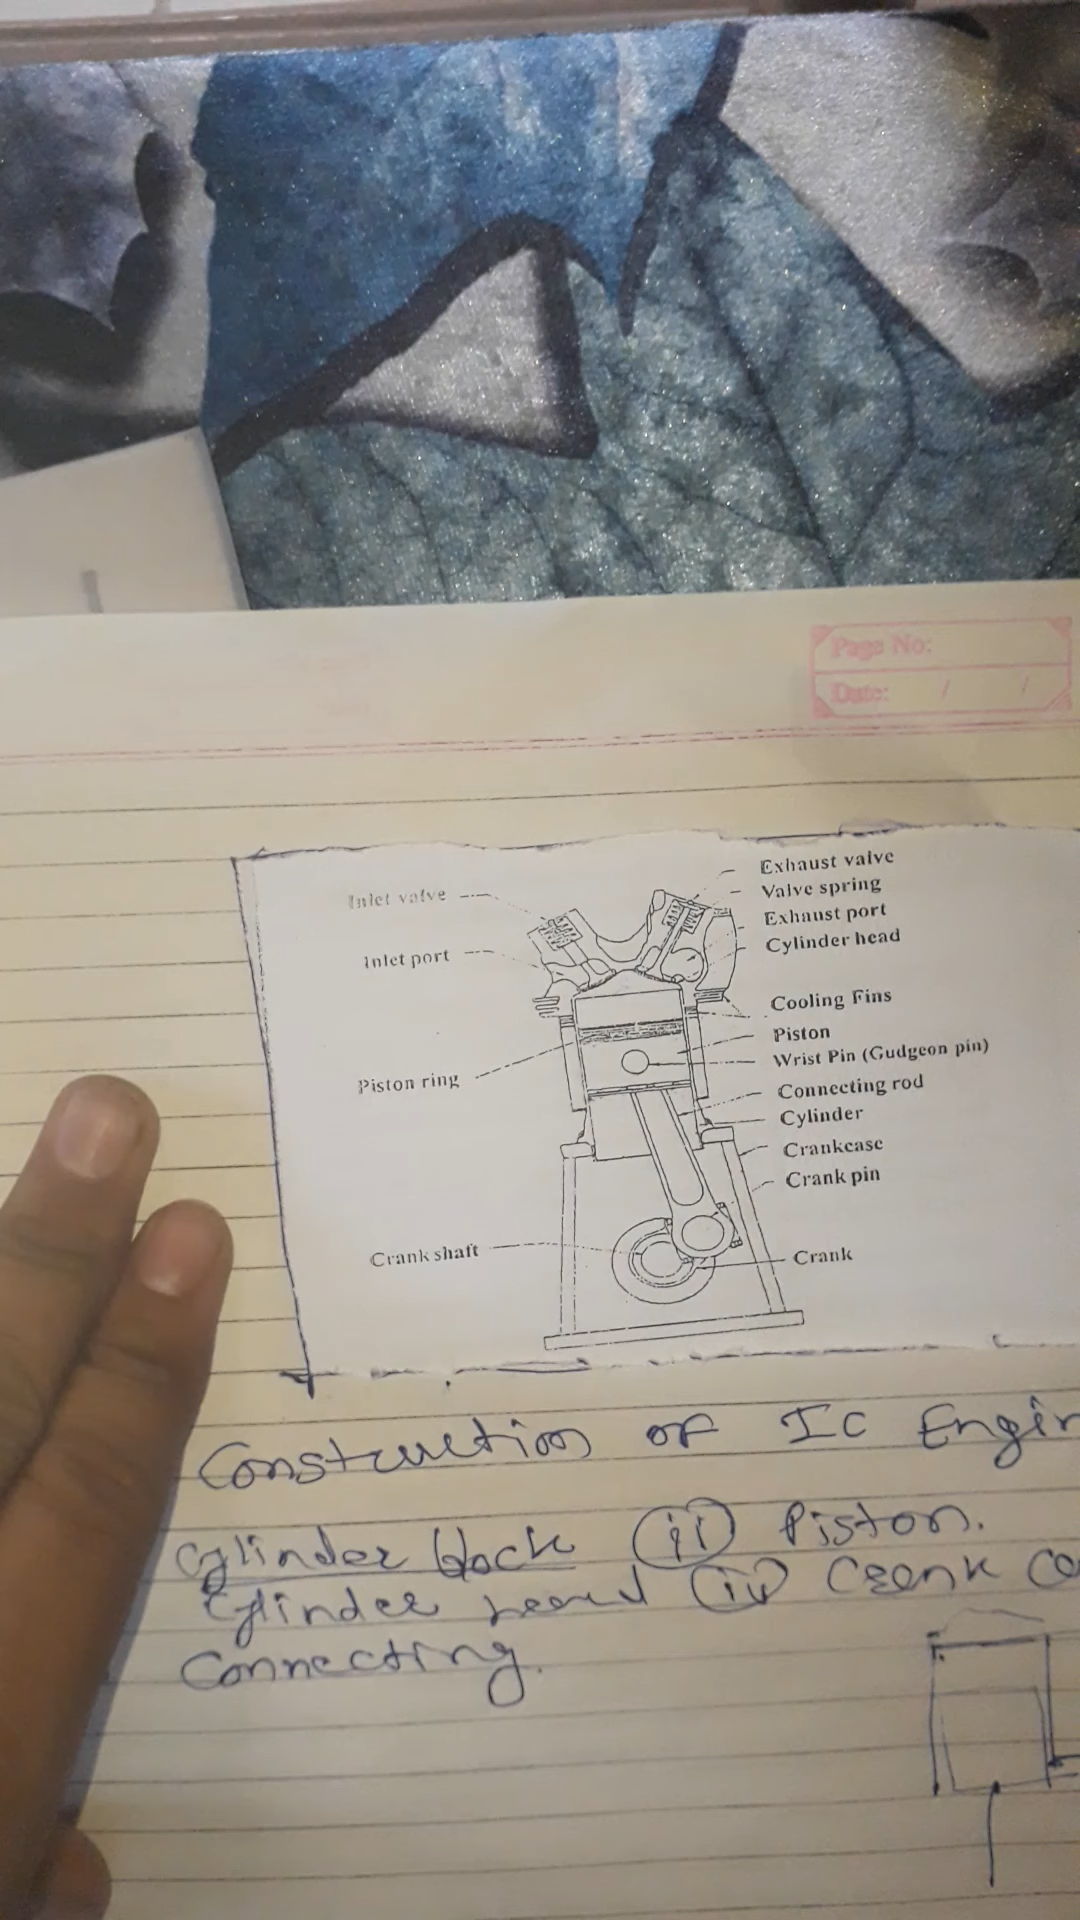 Page No:
Date: / /
Exhaust valve
Inlet valve
Valve spring
Exhaust port
Cylinder head
Inlet port
Cooling Fins
Piston
Wrist Pin (Gudgeon pin)
Piston ring
Connecting rod
Cylinder
Crankcase
Crank pin
Crank shaft
Crank
Construction of IC Engin
Cylinder block (ii) Piston.
Cylinder head (iv) Crank ca
Connecting.